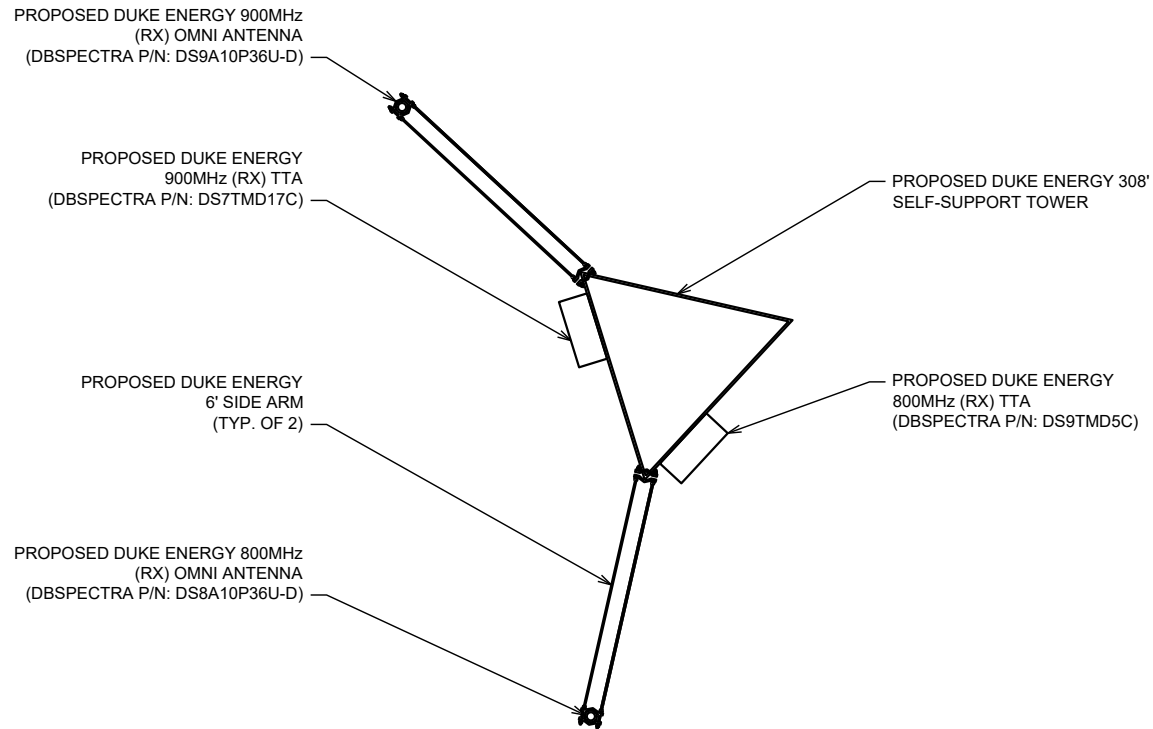 PROPOSED DUKE ENERGY 900MHz
(RX) OMNI ANTENNA
(DBSPECTRA P/N: DS9A10P36U-D)
PROPOSED DUKE ENERGY
900MHz (RX) TTA
(DBSPECTRA P/N: DS7TMD17C)
PROPOSED DUKE ENERGY 308'
SELF-SUPPORT TOWER
PROPOSED DUKE ENERGY
6' SIDE ARM
(TYP. OF 2)
PROPOSED DUKE ENERGY
800MHz (RX) TTA
(DBSPECTRA P/N: DS9TMD5C)
PROPOSED DUKE ENERGY 800MHz
(RX) OMNI ANTENNA
(DBSPECTRA P/N: DS8A10P36U-D)